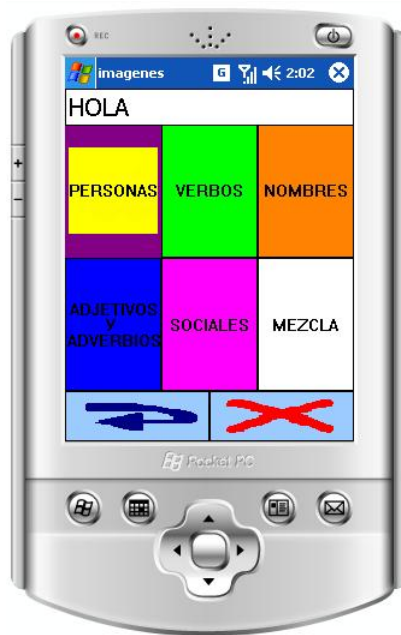 REC
imagenes G 2:02
HOLA
PERSONAS VERBOS NOMBRES
ADJETIVOS
Y
ADVERBIOS
SOCIALES MEZCLA
Pocket PC
+
-